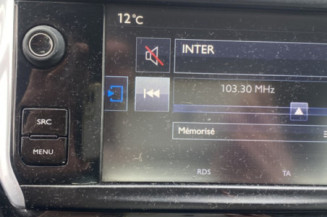 12°C
INTER
103.30 MHz
SRC
Mémorisé
MENU
RDS TA